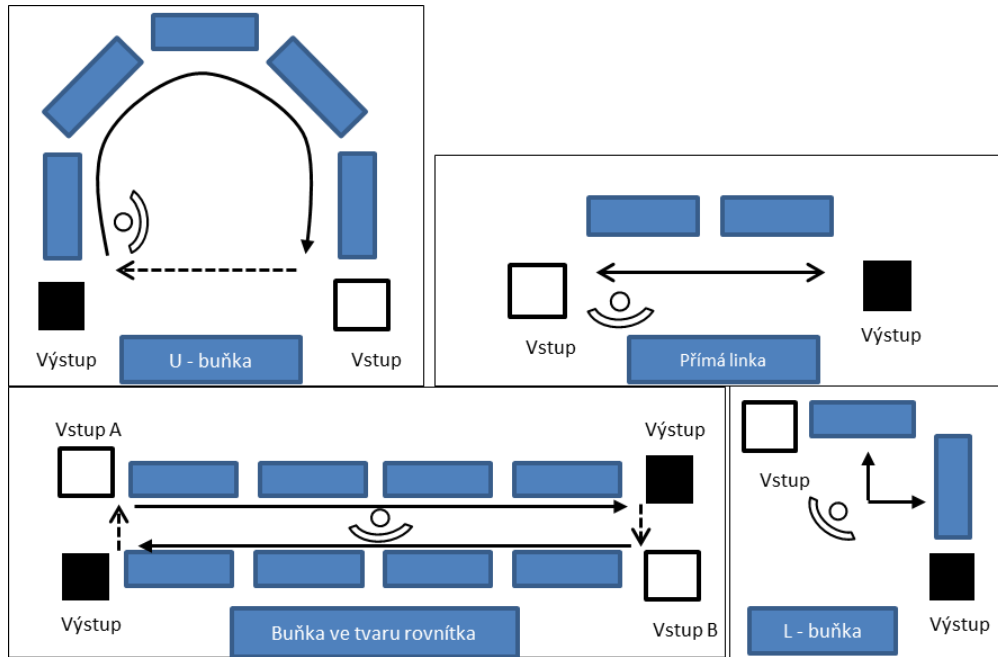 Výstup
Vstup
U - buňka
Vstup
Výstup
Přímá linka
Vstup A
Výstup
Výstup
Vstup B
Buňka ve tvaru rovnítka
Vstup
Výstup
L - buňka